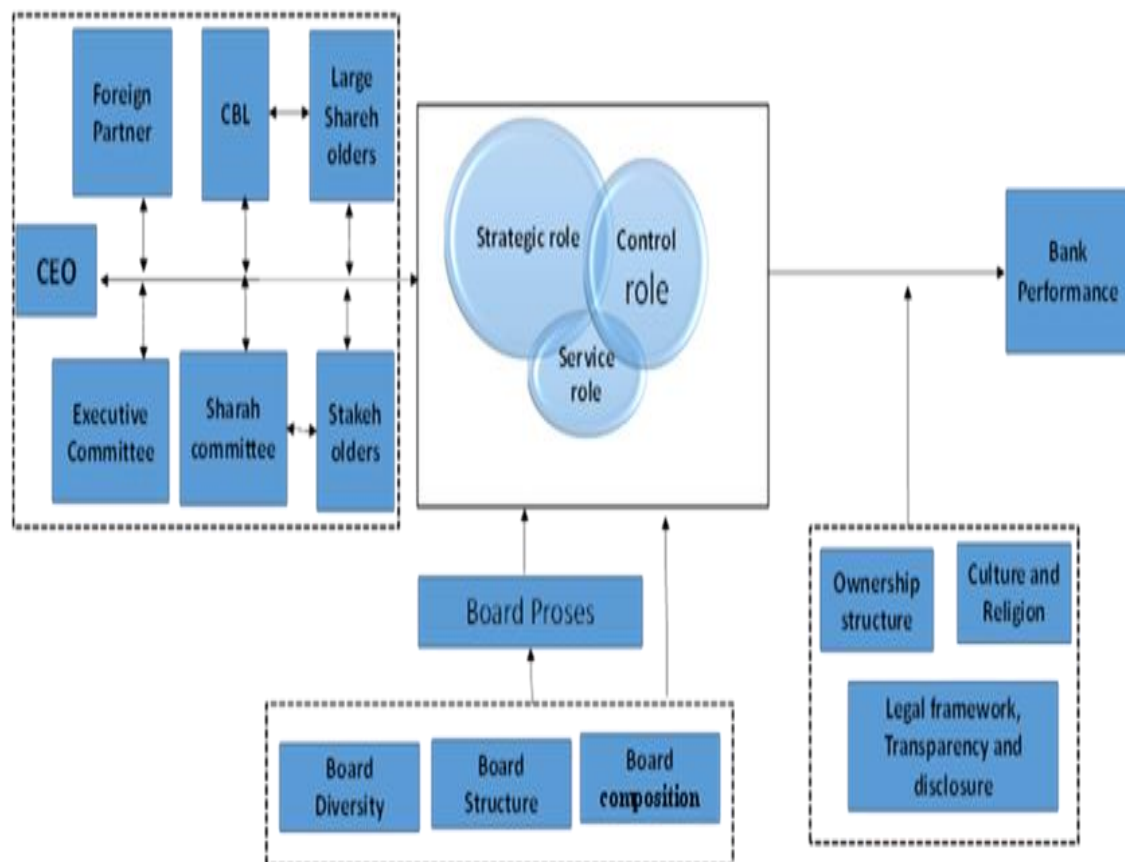 Foreign
Partner
CBL
Large
Shareh
olders
CEO
Executive
Committee
Sharah
committee
Stakeh
olders
Strategic role
Control
role
Service
role
Bank
Performance
Board Proses
Board
Diversity
Board
Structure
Board
composition
Ownership
structure
Culture and
Religion
Legal framework,
Transparency and
disclosure